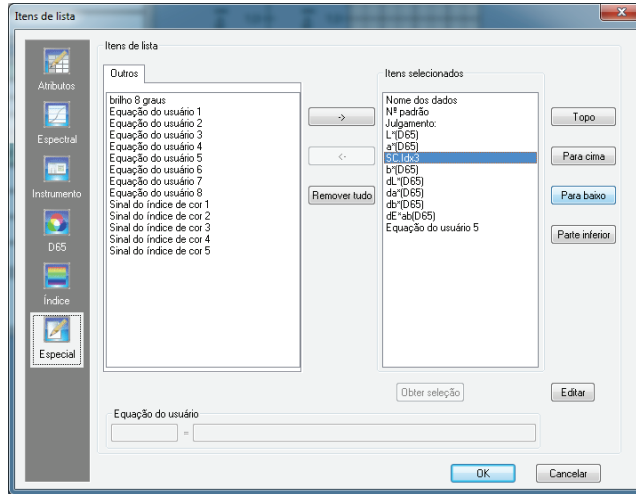 Itens de lista
Atributos
Espectral
Instrumento
D65
Índice
Especial
Itens de lista
Outros
brilho 8 graus
Equação do usuário 1
Equação do usuário 2
Equação do usuário 3
Equação do usuário 4
Equação do usuário 5
Equação do usuário 6
Equação do usuário 7
Equação do usuário 8
Sinal do índice de cor 1
Sinal do índice de cor 2
Sinal do índice de cor 3
Sinal do índice de cor 4
Sinal do índice de cor 5
->
<-
Remover tudo
Itens selecionados
Nome dos dados
Nª padrão
Julgamento:
L*(D65)
a*(D65)
SC.Idx3
b*(D65)
dL*(D65)
da*(D65)
db*(D65)
dE*ab(D65)
Equação do usuário 5
Topo
Para cima
Para baixo
Parte inferior
Obter seleção
Editar
Equação do usuário
=
OK
Cancelar